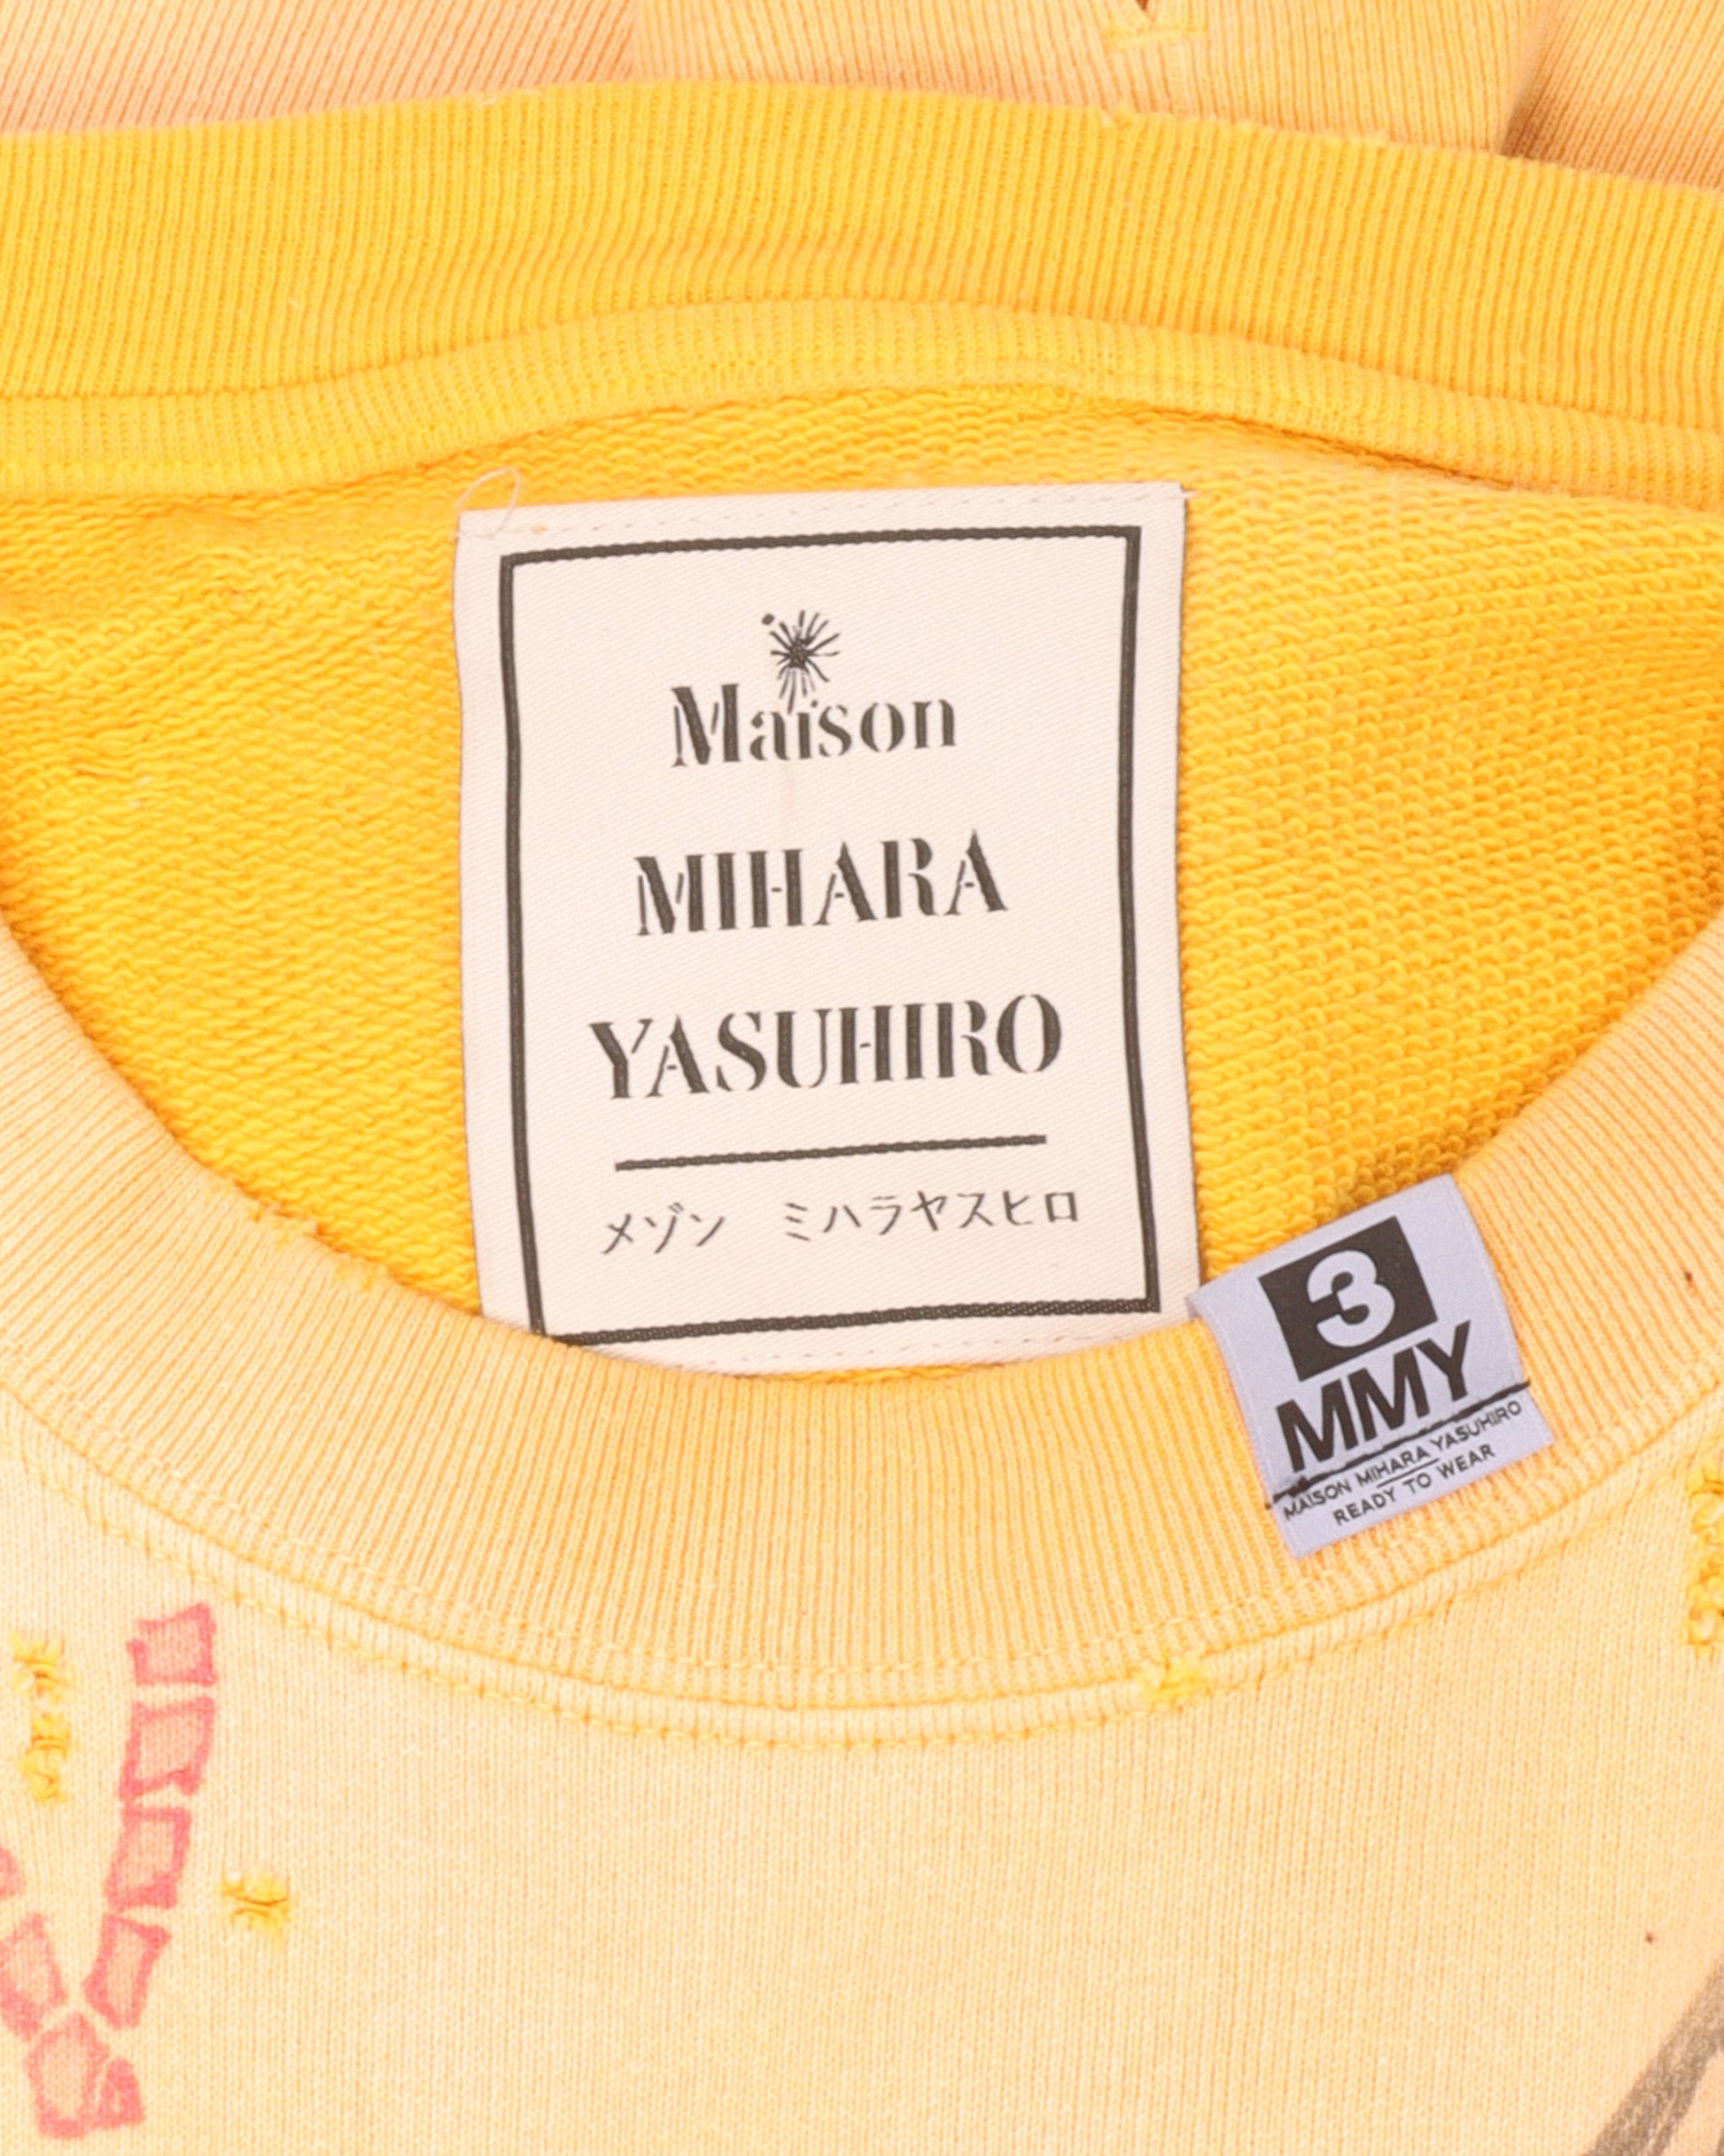 Maison
MIHARA
YASUHIRO
メゾン ミハラヤスヒロ
3
MMY
MAISON MIHARA YASUHIRO
READY TO WEAR